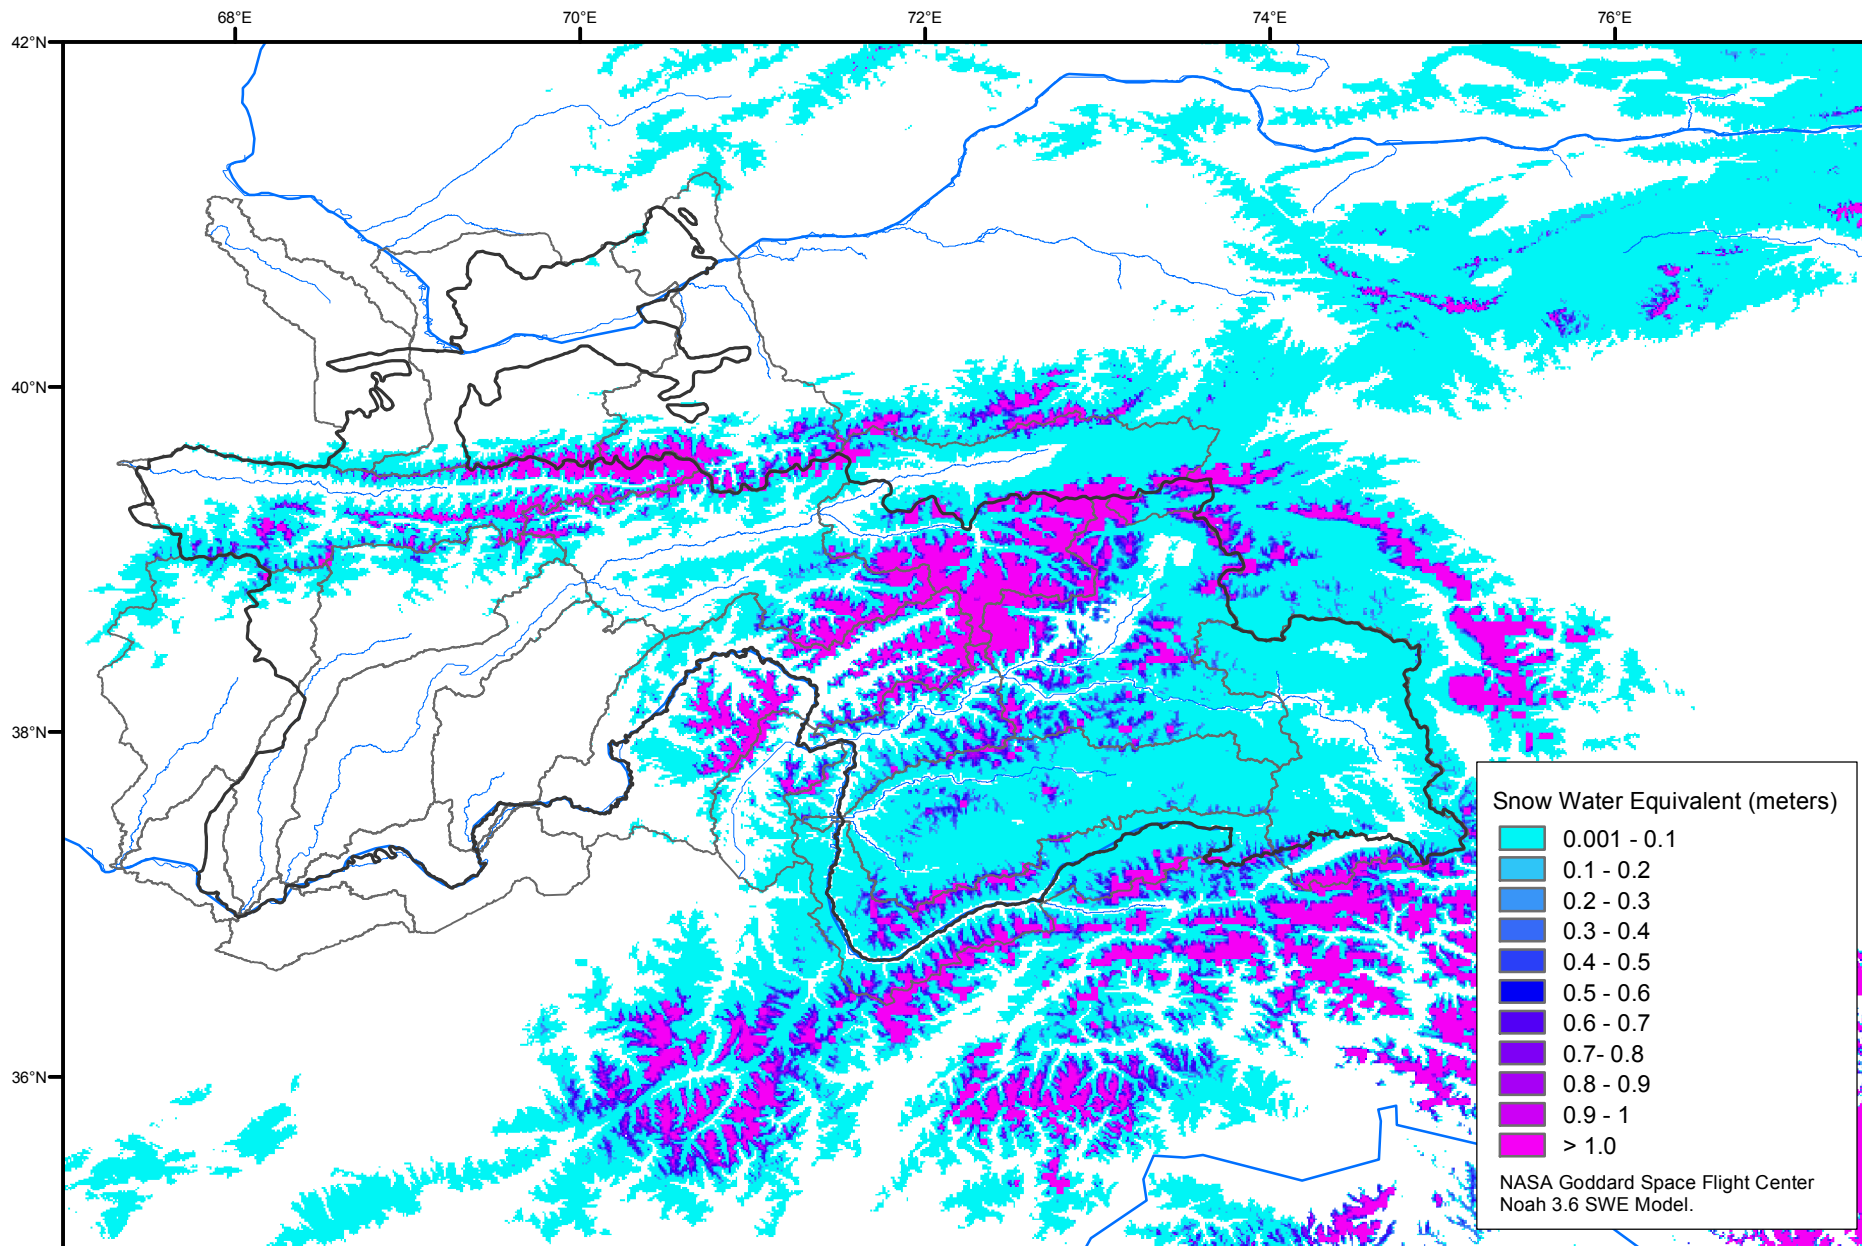 68°E 70°E 72°E 74°E 76°E
42°N
40°N
38°N
36°N
Snow Water Equivalent (meters)
0.001 - 0.1
0.1 - 0.2
0.2 - 0.3
0.3 - 0.4
0.4 - 0.5
0.5 - 0.6
0.6 - 0.7
0.7- 0.8
0.8 - 0.9
0.9 - 1
> 1.0
NASA Goddard Space Flight Center
Noah 3.6 SWE Model.